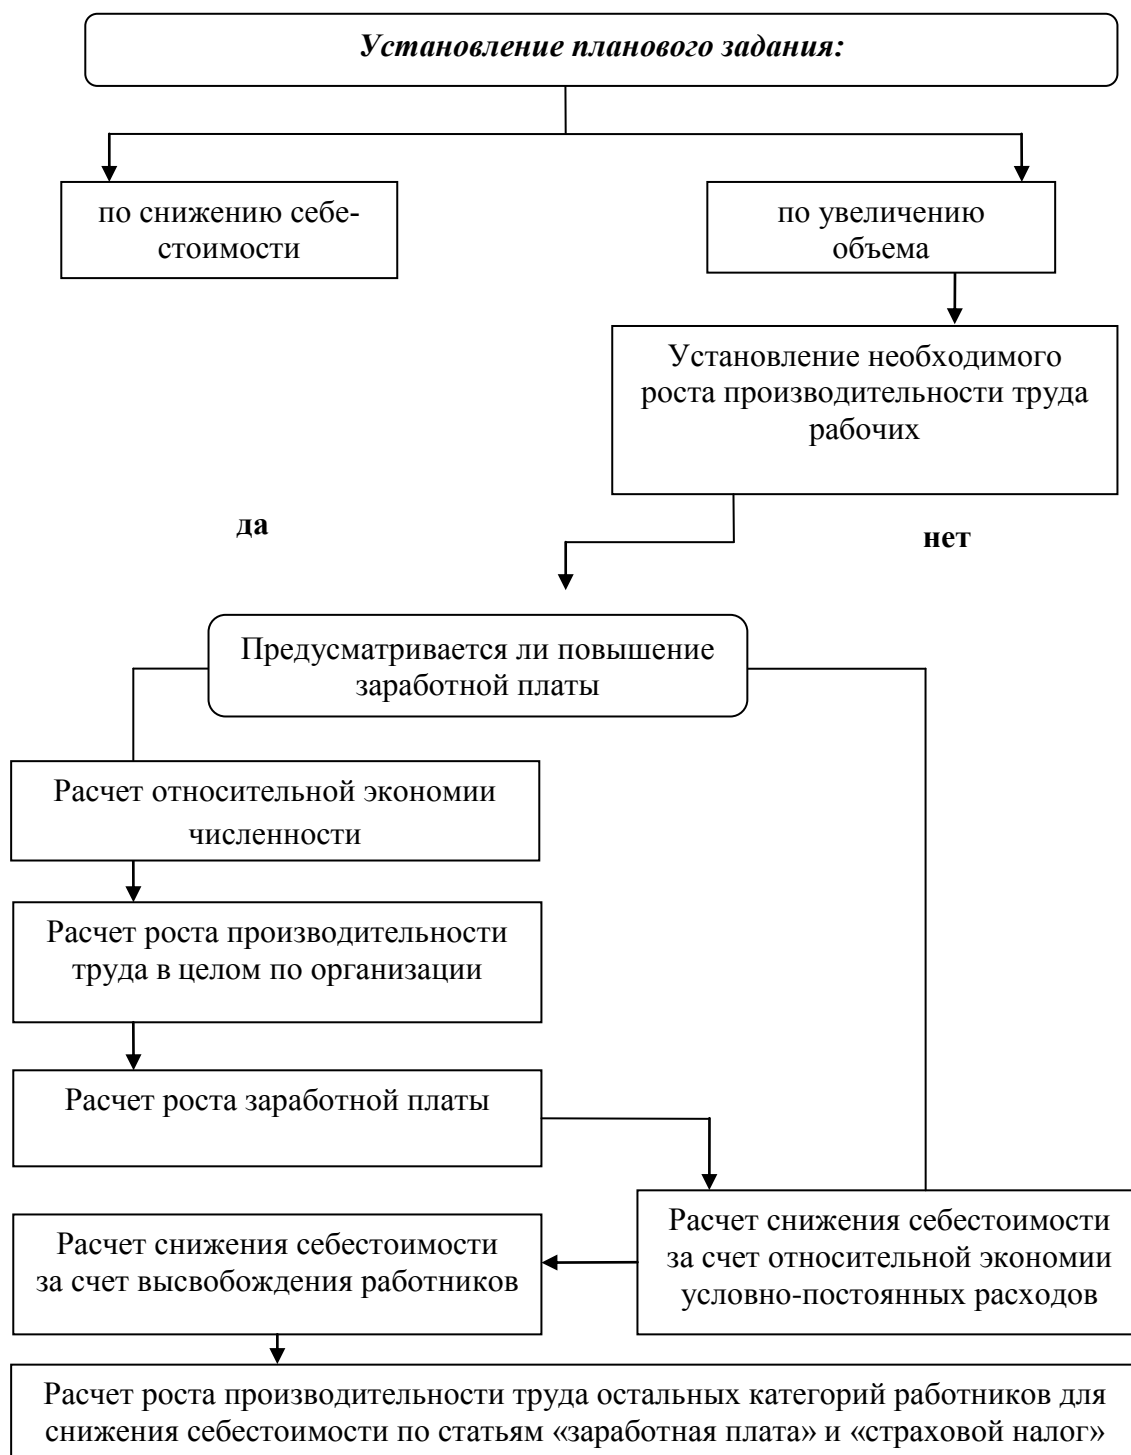 Установление планового задания:
по снижению себе-
стоимости
по увеличению
объема
Установление необходимого
роста производительности труда
рабочих
да
нет
Предусматривается ли повышение
заработной платы
Расчет относительной экономии
численности
Расчет роста производительности
труда в целом по организации
Расчет роста заработной платы
Расчет снижения себестоимости
за счет относительной экономии
условно-постоянных расходов
Расчет снижения себестоимости
за счет высвобождения работников
Расчет роста производительности труда остальных категорий работников для
снижения себестоимости по статьям «заработная плата» и «страховой налог»